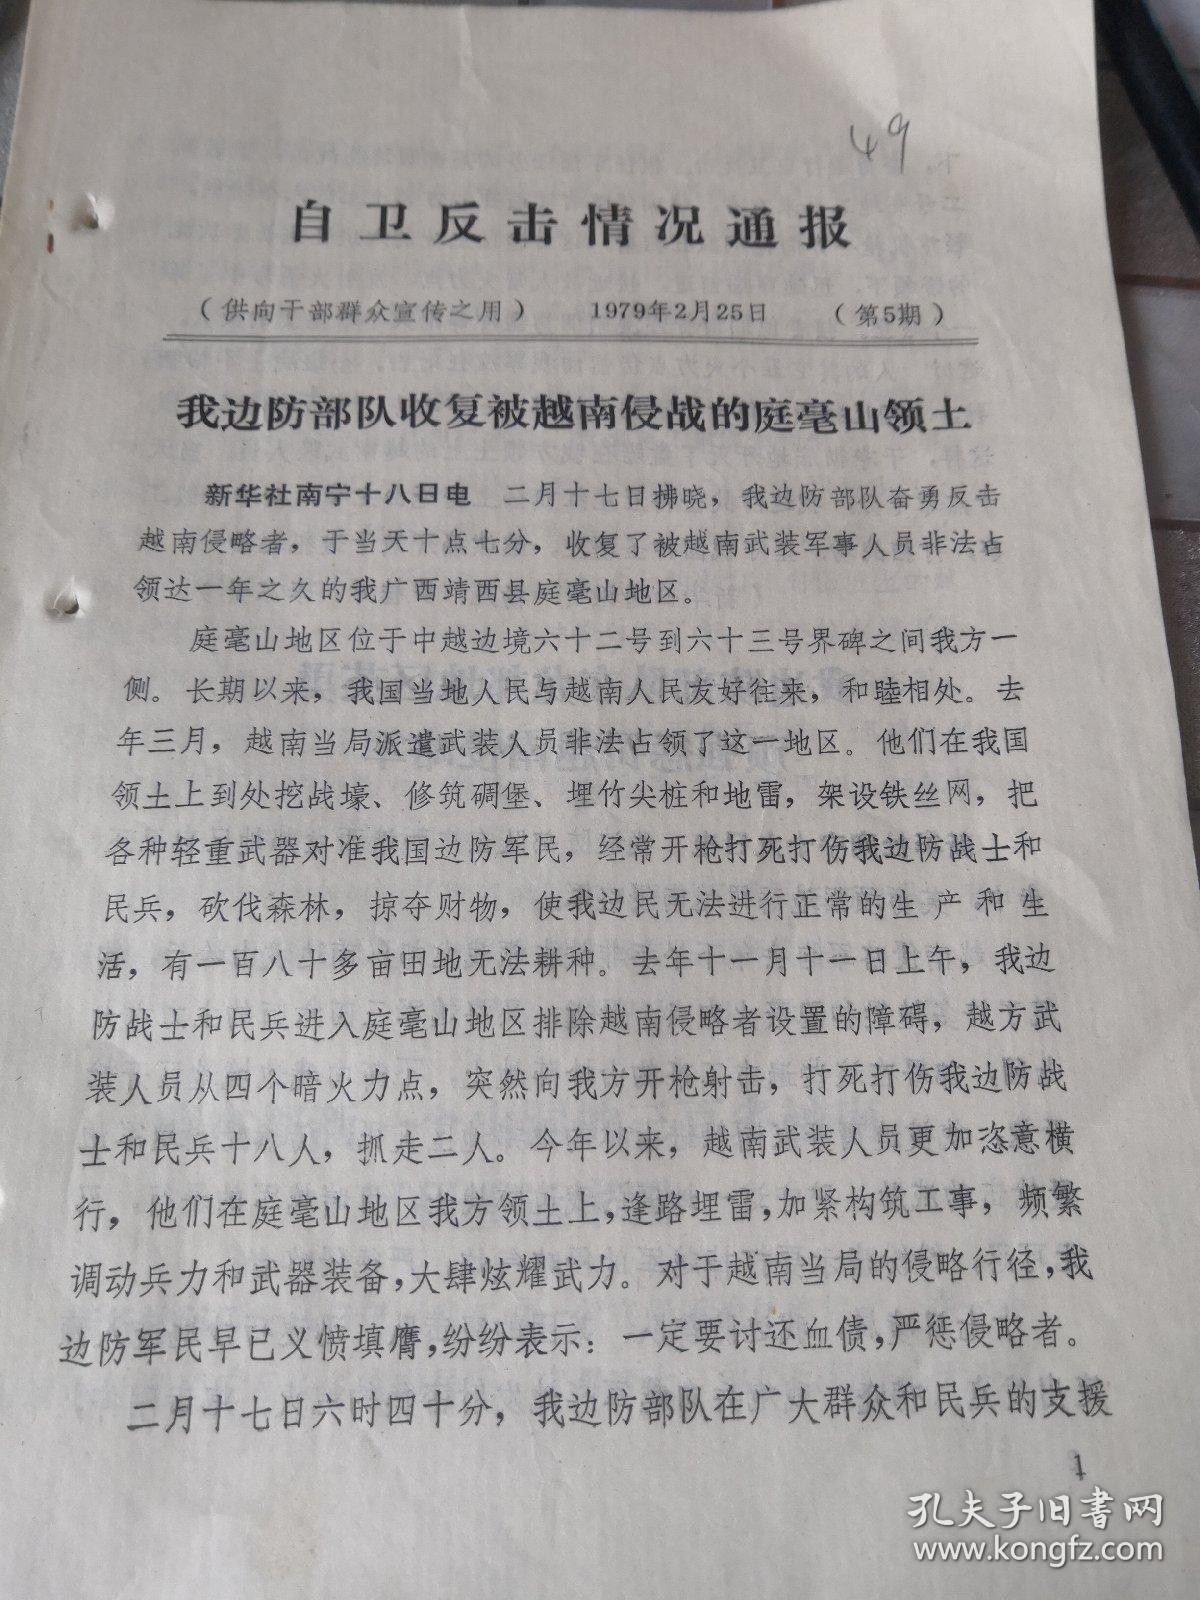 49
自卫反击情况通报
（供向干部群众宣传之用） 1979年2月25日 （第5期）
我边防部队收复被越南侵战的庭毫山领土
新华社南宁十八日电 二月十七日拂晓，我边防部队奋勇反击
越南侵略者，于当天十点七分，收复了被越南武装军事人员非法占
领达一年之久的我广西靖西县庭毫山地区。
庭毫山地区位于中越边境六十二号到六十三号界碑之间我方一
侧。长期以来，我国当地人民与越南人民友好往来，和睦相处。去
年三月，越南当局派遣武装人员非法占领了这一地区。他们在我国
领土上到处挖战壕、修筑碉堡、埋竹尖桩和地雷，架设铁丝网，把
各种轻重武器对准我国边防军民，经常开枪打死打伤我边防战士和
民兵，砍伐森林，掠夺财物，使我边民无法进行正常的生产和生
活，有一百八十多亩田地无法耕种。去年十一月十一日上午，我边
防战士和民兵进入庭毫山地区排除越南侵略者设置的障碍，越方武
装人员从四个暗火力点，突然向我方开枪射击，打死打伤我边防战
士和民兵十八人，抓走二人。今年以来，越南武装人员更加恣意横
行，他们在庭毫山地区我方领土上，逢路埋雷，加紧构筑工事，频繁
调动兵力和武器装备，大肆炫耀武力。对于越南当局的侵略行径，我
边防军民早已义愤填膺，纷纷表示：一定要讨还血债，严惩侵略者。
二月十七日六时四十分，我边防部队在广大群众和民兵的支援
1
孔夫子旧书网
www.kongfz.com